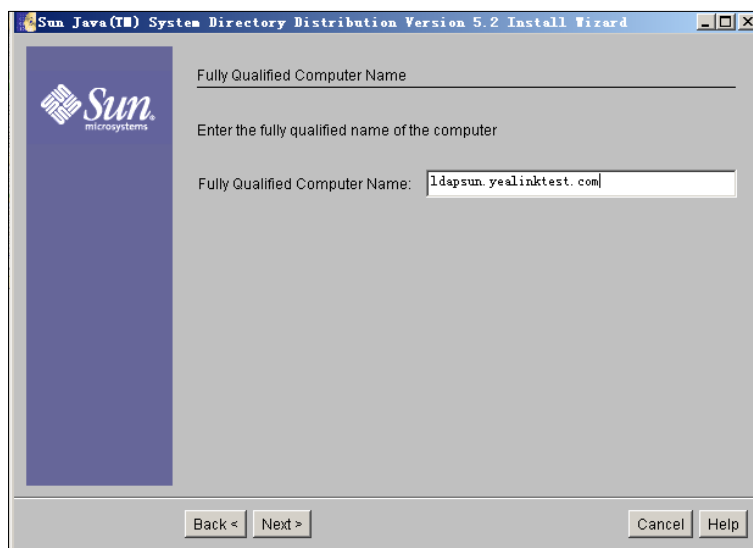 Sun Java(TM) System Directory Distribution Version 5.2 Install Wizard
Sun.
microsystems
Fully Qualified Computer Name
Enter the fully qualified name of the computer
Fully Qualified Computer Name: ldapsun.yealinktest.com
Back < Next > Cancel Help